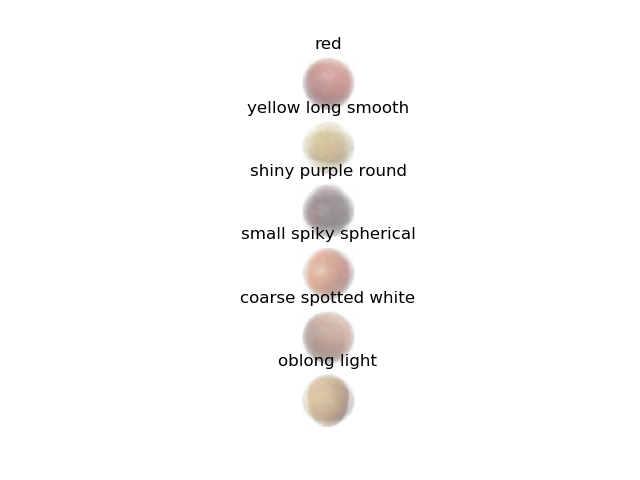 red
yellow long smooth
shiny purple round
small spiky spherical
coarse spotted white
oblong light